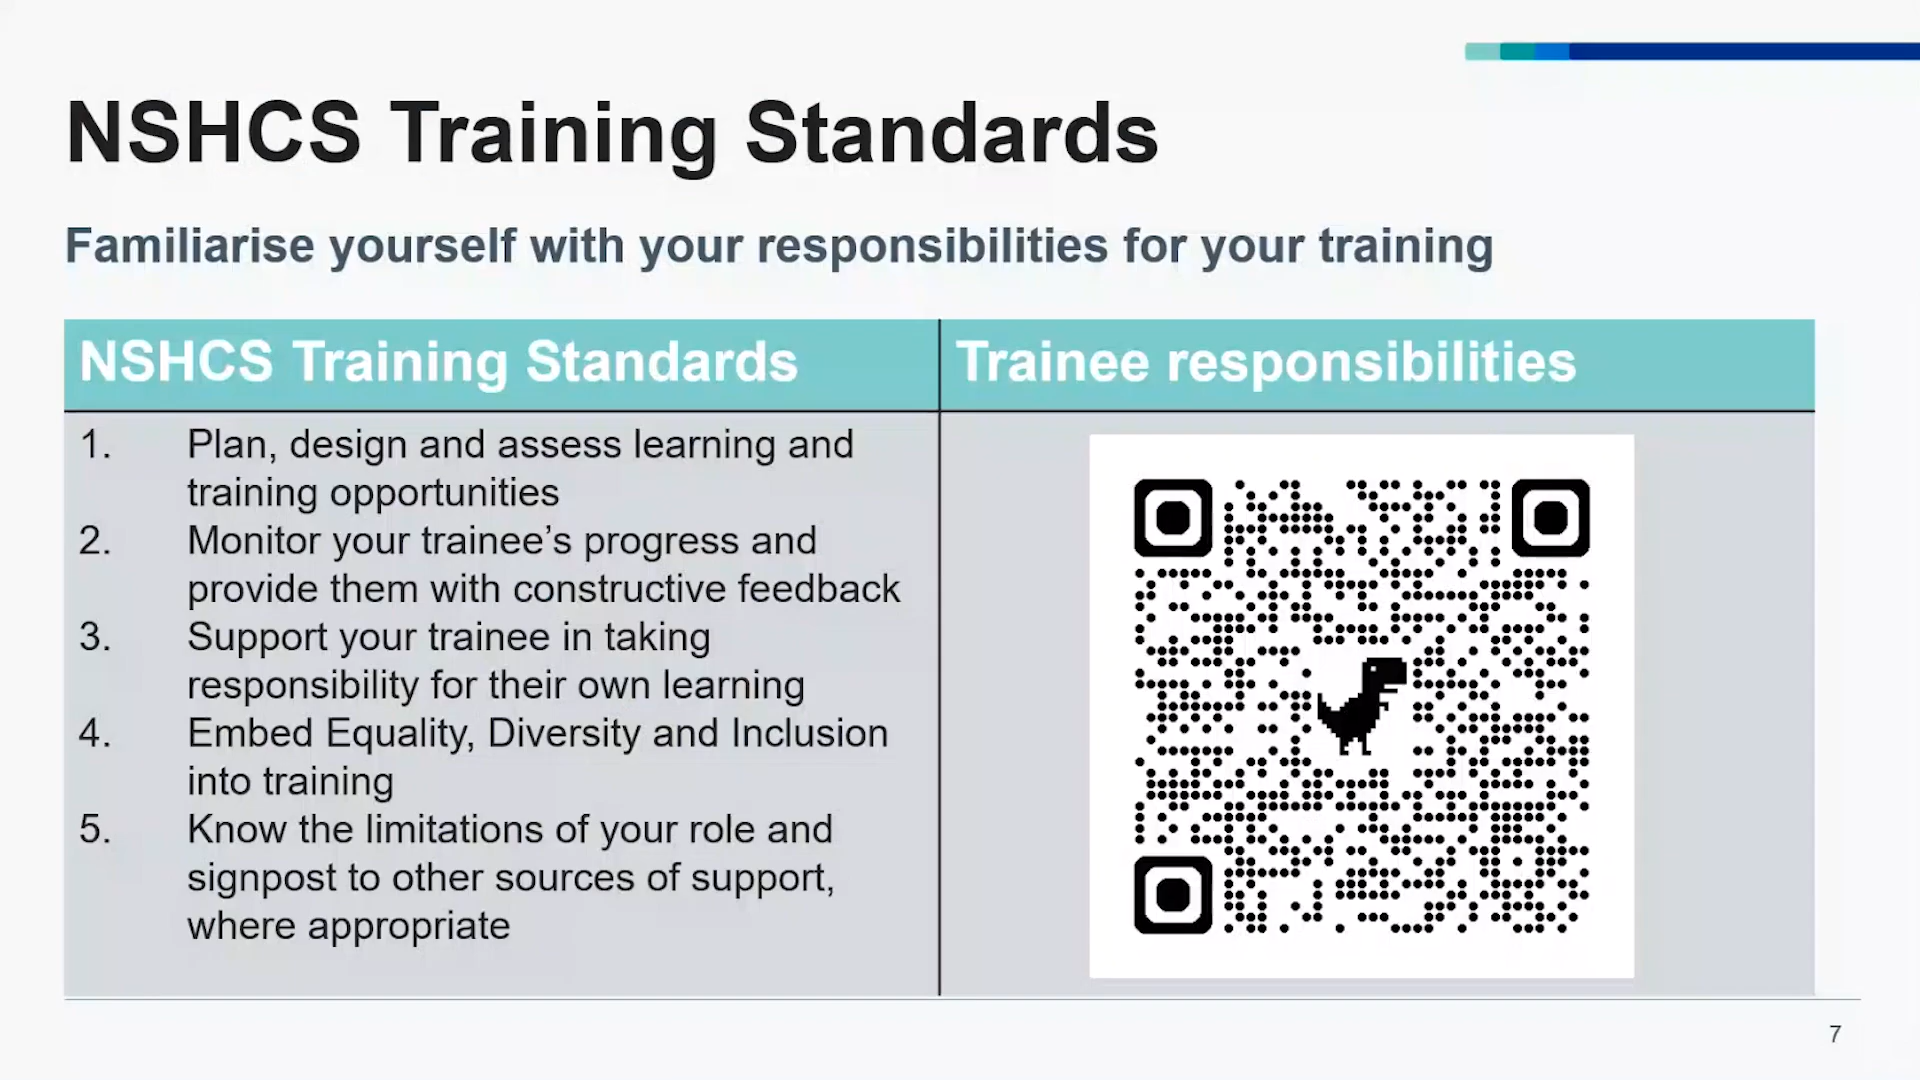 NSHCS Training Standards
Familiarise yourself with your responsibilities for your training
NSHCS Training Standards
Trainee responsibilities
1. Plan, design and assess learning and
training opportunities
2. Monitor your trainee’s progress and
provide them with constructive feedback
3. Support your trainee in taking
responsibility for their own learning
4. Embed Equality, Diversity and Inclusion
into training
5. Know the limitations of your role and
signpost to other sources of support,
where appropriate
7